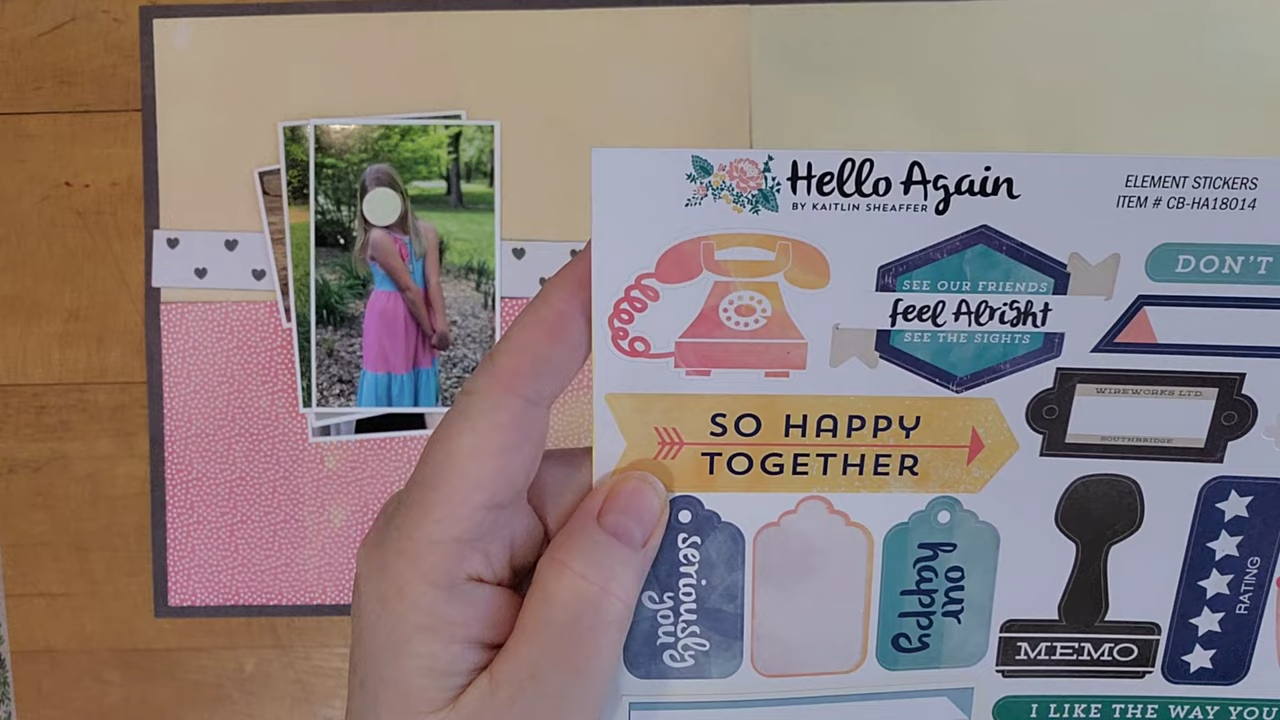 Hello Again
BY KAITLIN SHEAFFER
ELEMENT STICKERS
ITEM # CB-HA18014
SEE OUR FRIENDS
feel Alright
SEE THE SIGHTS
DON'T
WIREWORKS LTD.
SOUTHBRIDGE
SO HAPPY
TOGETHER
seriously
you
our
happy
MEMO
RATING
I LIKE THE WAY YOU